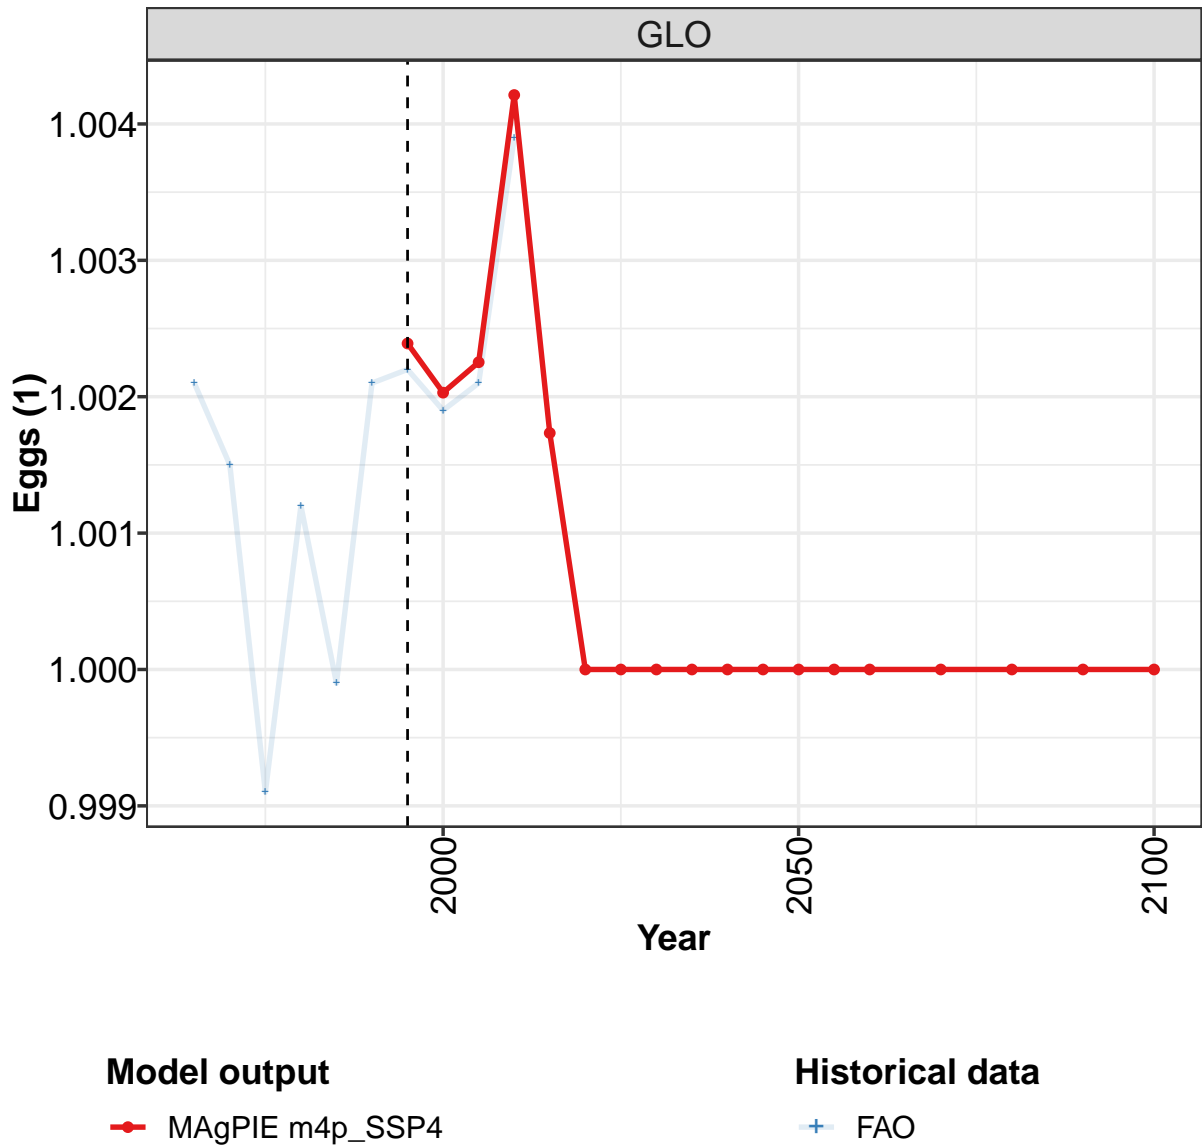 GLO
1.004
1.003
1.002
1.001
1.000
0.999
Eggs (1)
2000
2050
2100
Year
Model output
MAgPIE m4p_SSP4
Historical data
FAO